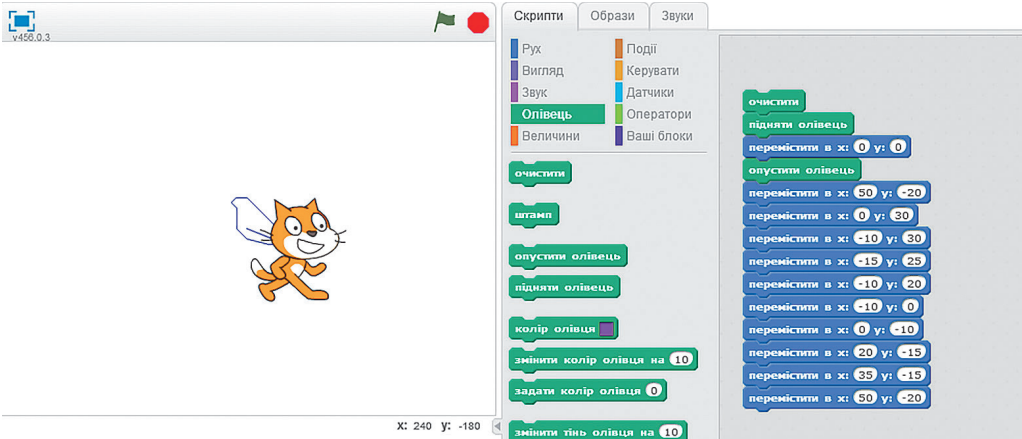 v456.0.3
Скрипти
Образи
Звуки
Рух
Події
Вигляд
Керувати
Звук
Датчики
Олівець
Оператори
Величини
Ваші блоки
очистити
штамп
опустити олівець
підняти олівець
колір олівця
змінити колір олівця на 10
задати колір олівця 0
змінити тінь олівця на 10
x: 240 y: -180
очистити
підняти олівець
перемістити в x: 0 y: 0
опустити олівець
перемістити в x: 50 y: -20
перемістити в x: 0 y: 30
перемістити в x: -10 y: 30
перемістити в x: -15 y: 25
перемістити в x: -10 y: 20
перемістити в x: -10 y: 0
перемістити в x: 0 y: -10
перемістити в x: 20 y: -15
перемістити в x: 35 y: -15
перемістити в x: 50 y: -20